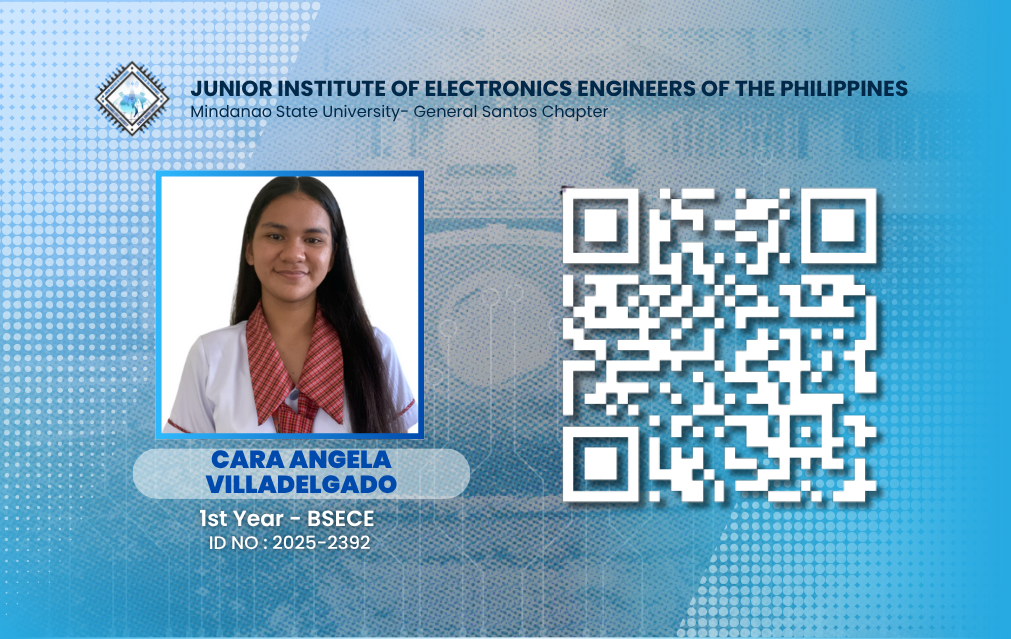 JUNIOR INSTITUTE OF ELECTRONICS ENGINEERS OF THE PHILIPPINES
Mindanao State University- General Santos Chapter
CARA ANGELA
VILLADELGADO
1st Year - BSECE
ID NO : 2025-2392